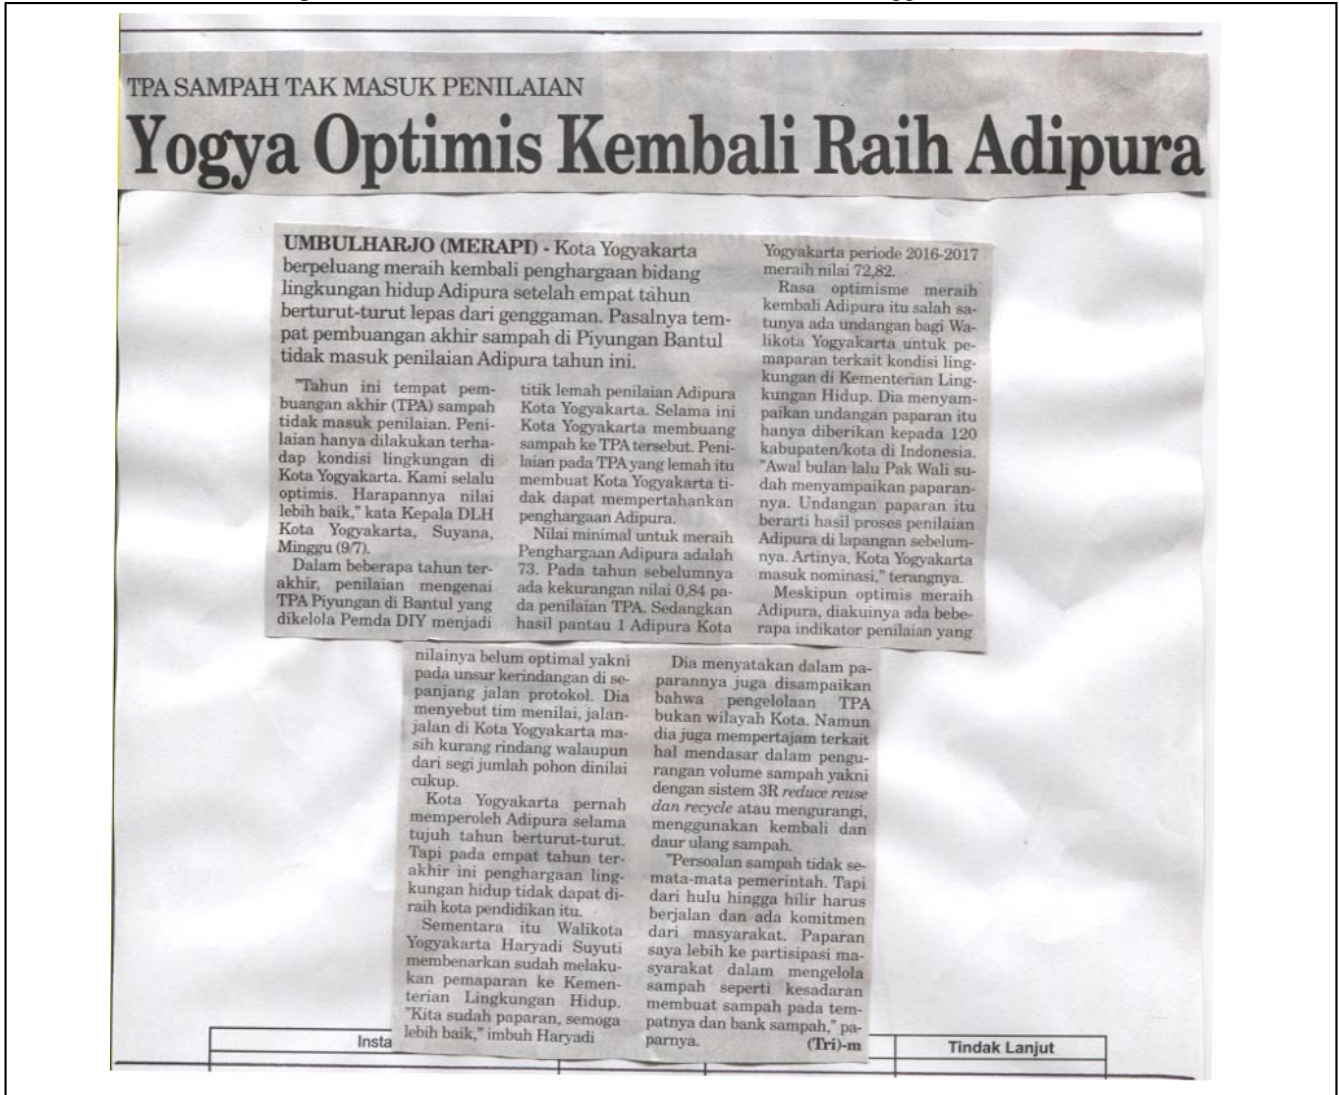 TPA SAMPAH TAK MASUK PENILAIAN
Yogya Optimis Kembali Raih Adipura
UMBULHARJO (MERAPI) - Kota Yogyakarta
berpeluang meraih kembali penghargaan bidang
lingkungan hidup Adipura setelah empat tahun
berturut-turut lepas dari genggaman. Pasalnya tem-
pat pembuangan akhir sampah di Piyungan Bantul
tidak masuk penilaian Adipura tahun ini.
"Tahun ini tempat pem-
buangan akhir (TPA) sampah
tidak masuk penilaian. Peni-
laian hanya dilakukan terha-
dap kondisi lingkungan di
Kota Yogyakarta. Kami selalu
optimis. Harapannya nilai
lebih baik," kata Kepala DLH
Kota Yogyakarta, Suyana,
Minggu (9/7).
Dalam beberapa tahun ter-
akhir, penilaian mengenai
TPA Piyungan di Bantul yang
dikelola Pemda DIY menjadi
titik lemah penilaian Adipura
Kota Yogyakarta. Selama ini
Kota Yogyakarta membuang
sampah ke TPA tersebut. Peni-
laian pada TPA yang lemah itu
membuat Kota Yogyakarta ti-
dak dapat mempertahankan
penghargaan Adipura.
Nilai minimal untuk meraih
Penghargaan Adipura adalah
73. Pada tahun sebelumnya
ada kekurangan nilai 0,84 pa-
da penilaian TPA. Sedangkan
hasil pantau 1 Adipura Kota
Yogyakarta periode 2016-2017
meraih nilai 72,82.
Rasa optimisme meraih
kembali Adipura itu salah sa-
tunya ada undangan bagi Wa-
likota Yogyakarta untuk pe-
maparan terkait kondisi ling-
kungan di Kementerian Ling-
kungan Hidup. Dia menyam-
paikan undangan paparan itu
hanya diberikan kepada 120
kabupaten/kota di Indonesia.
"Awal bulan lalu Pak Wali su-
dah menyampaikan paparan-
nya. Undangan paparan itu
berarti hasil proses penilaian
Adipura di lapangan sebelum-
nya. Artinya, Kota Yogyakarta
masuk nominasi," terangnya.
Meskipun optimis meraih
Adipura, diakuinya ada bebe-
rapa indikator penilaian yang
nilainya belum optimal yakni
pada unsur kerindangan di se-
panjang jalan protokol. Dia
menyebut tim menilai, jalan-
jalan di Kota Yogyakarta ma-
sih kurang rindang walaupun
dari segi jumlah pohon dinilai
cukup.
Kota Yogyakarta pernah
memperoleh Adipura selama
tujuh tahun berturut-turut.
Tapi pada empat tahun ter-
akhir ini penghargaan ling-
kungan hidup tidak dapat di-
raih kota pendidikan itu.
Sementara itu Walikota
Yogyakarta Haryadi Suyuti
membenarkan sudah melaku-
kan pemaparan ke Kemen-
terian Lingkungan Hidup.
"Kita sudah paparan, semoga
lebih baik," imbuh Haryadi
Dia menyatakan dalam pa-
parannya juga disampaikan
bahwa pengelolaan TPA
bukan wilayah Kota. Namun
dia juga mempertajam terkait
hal mendasar dalam pengu-
rangan volume sampah yakni
dengan sistem 3R reduce reuse
dan recycle atau mengurangi,
menggunakan kembali dan
daur ulang sampah.
"Persoalan sampah tidak se-
mata-mata pemerintah. Tapi
dari hulu hingga hilir harus
berjalan dan ada komitmen
dari masyarakat. Paparan
saya lebih ke partisipasi ma-
syarakat dalam mengelola
sampah seperti kesadaran
membuat sampah pada tem-
patnya dan bank sampah," pa-
parnya. (Tri)-m
Insta
Tindak Lanjut